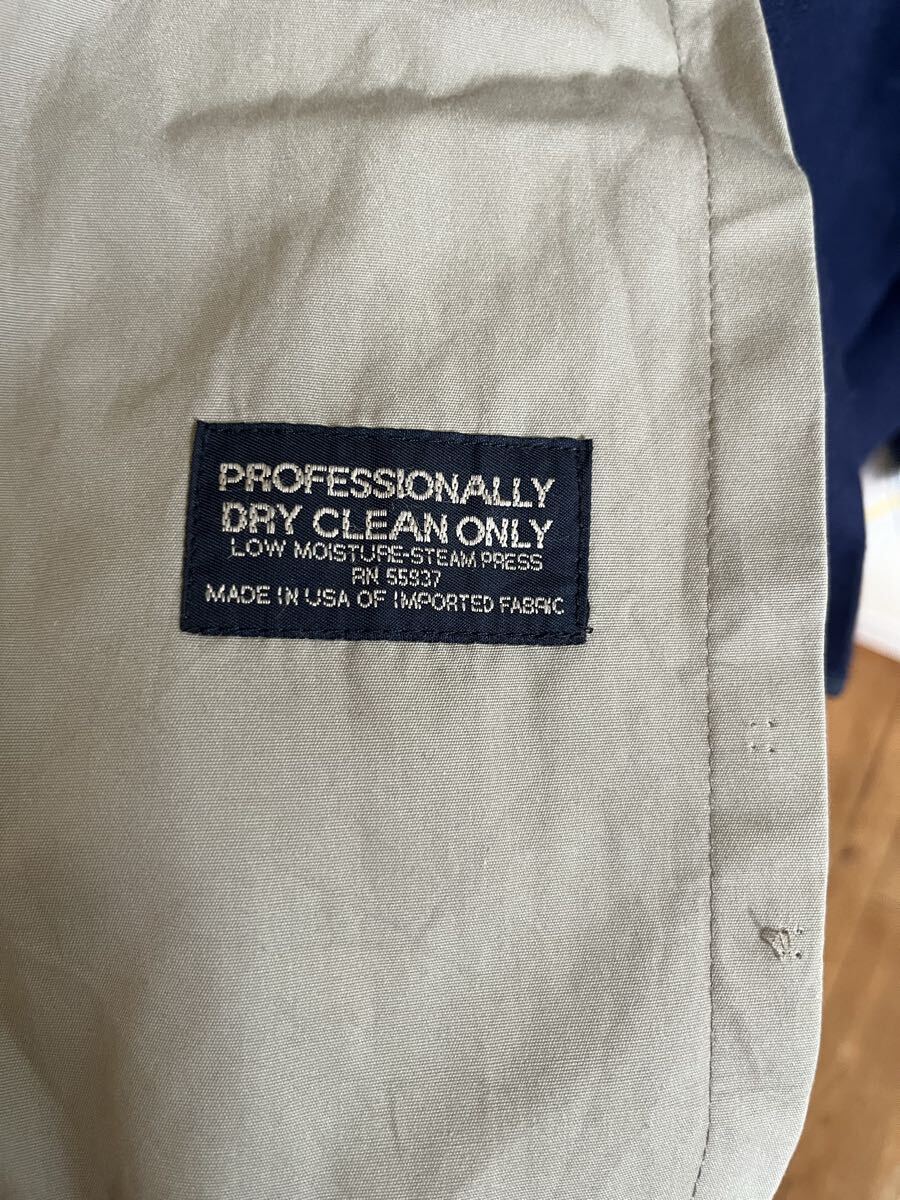 PROFESSIONALLY
DRY CLEAN ONLY
LOW MOISTURE-STEAM PRESS
RN 55937
MADE IN USA OF IMPORTED FABRIC